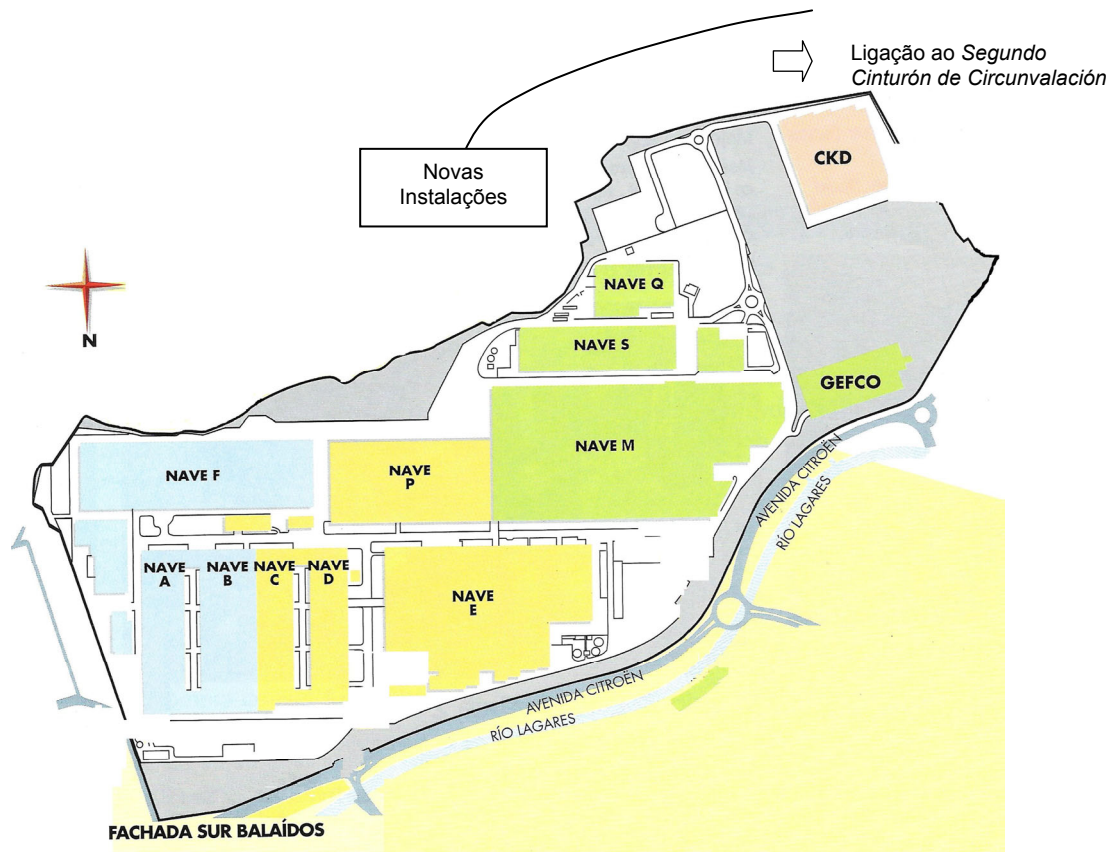 Ligação ao Segundo
Cinturón de Circunvalación
Novas
Instalações
CKD
N
NAVE Q
NAVE S
GEFCO
NAVE M
NAVE F
NAVE
P
AVENIDA CITROËN
RÍO LAGARES
NAVE
A
NAVE
B
NAVE
C
NAVE
D
NAVE
E
AVENIDA CITROËN
RÍO LAGARES
FACHADA SUR BALAÍDOS